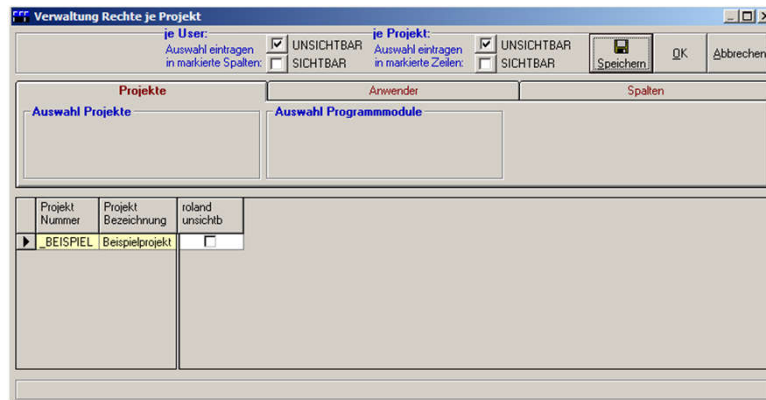 Verwaltung Rechte je Projekt
je User:
Auswahl eintragen
in markierte Spalten:
UNSICHTBAR
SICHTBAR
je Projekt:
Auswahl eintragen
in markierte Zeilen:
UNSICHTBAR
SICHTBAR
Speichern
OK
Abbrechen
Projekte
Anwender
Spalten
Auswahl Projekte
Auswahl Programmmodule
Projekt
Nummer
Projekt
Bezeichnung
roland
unsichtb
_BEISPIEL
Beispielprojekt